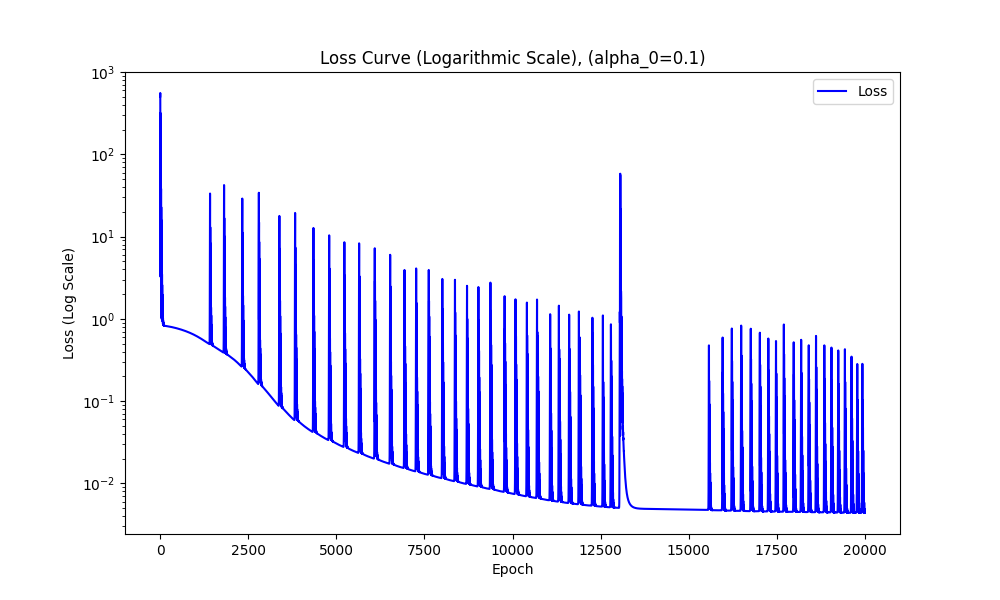 Loss Curve (Logarithmic Scale), (alpha_0=0.1)
Loss
10³
10²
10¹
10⁰
10⁻¹
10⁻²
Loss (Log Scale)
0 2500 5000 7500 10000 12500 15000 17500 20000
Epoch